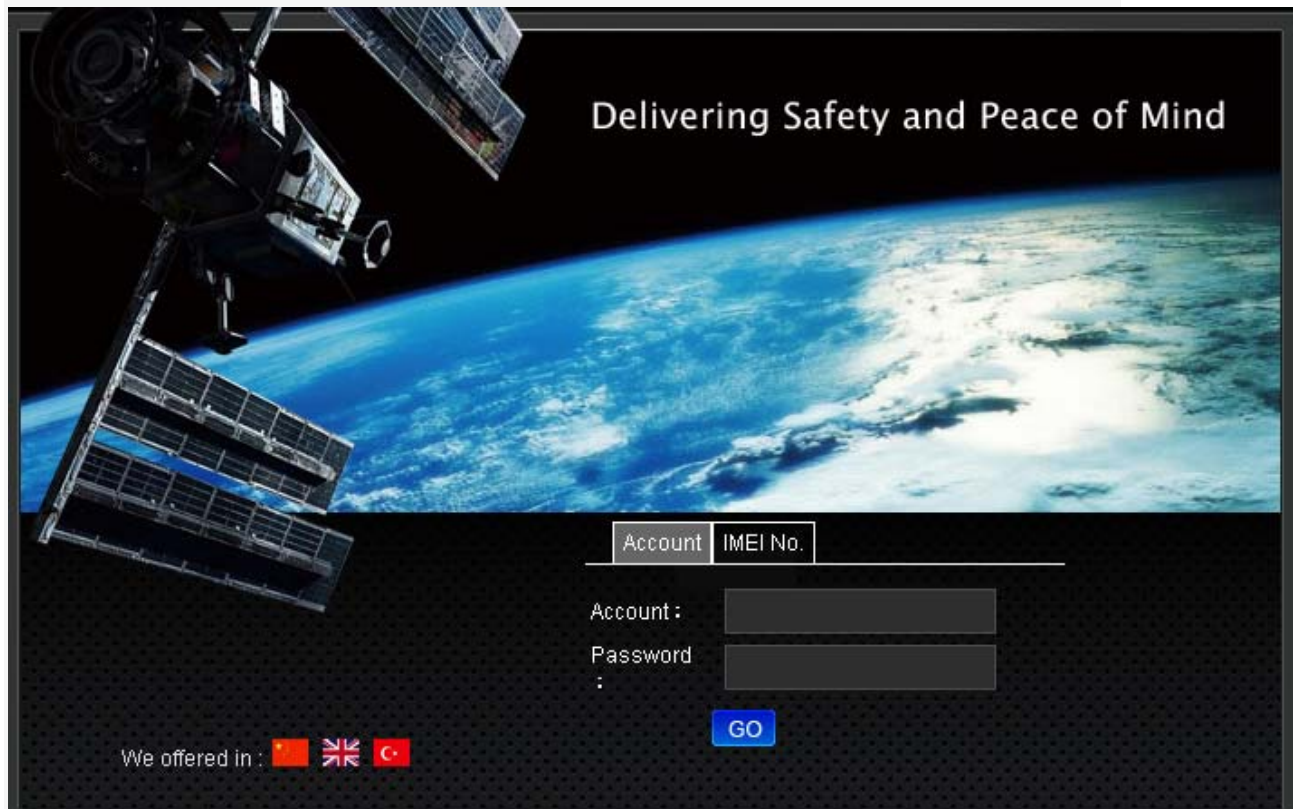 Delivering Safety and Peace of Mind
Account IMEI No.
Account :
Password
:
GO
We offered in :